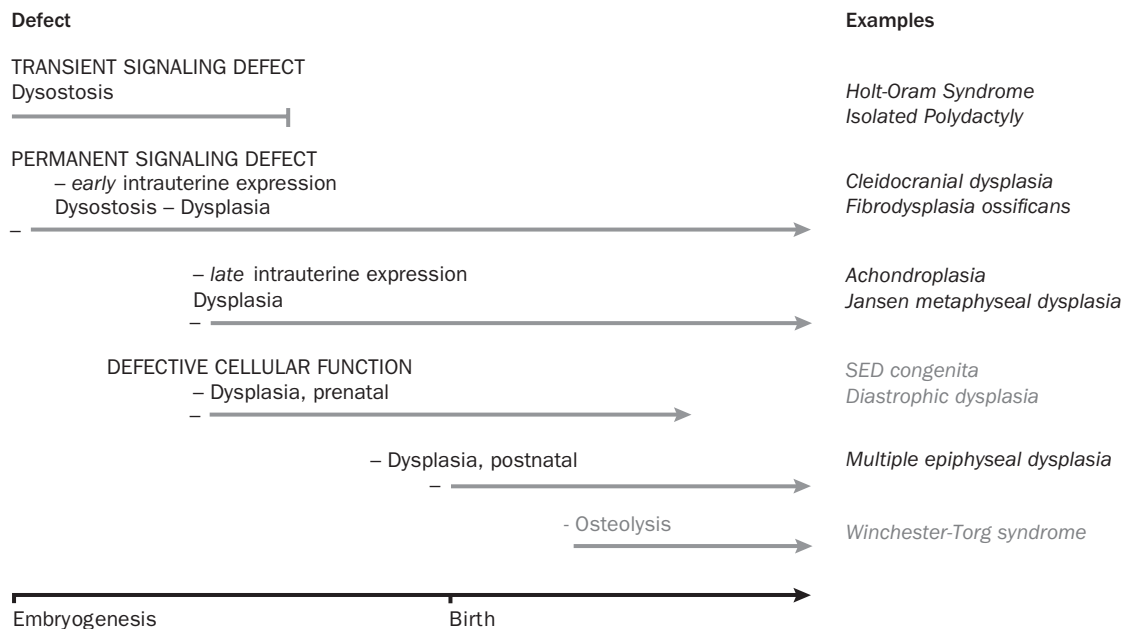 Defect Examples
TRANSIENT SIGNALING DEFECT
Dysostosis
Holt-Oram Syndrome
Isolated Polydactyly
PERMANENT SIGNALING DEFECT
– early intrauterine expression
Dysostosis – Dysplasia
–
Cleidocranial dysplasia
Fibrodysplasia ossificans
– late intrauterine expression
Dysplasia
–
Achondroplasia
Jansen metaphyseal dysplasia
DEFECTIVE CELLULAR FUNCTION
– Dysplasia, prenatal
–
SED congenita
Diastrophic dysplasia
– Dysplasia, postnatal
–
Multiple epiphyseal dysplasia
- Osteolysis
Winchester-Torg syndrome
Embryogenesis Birth